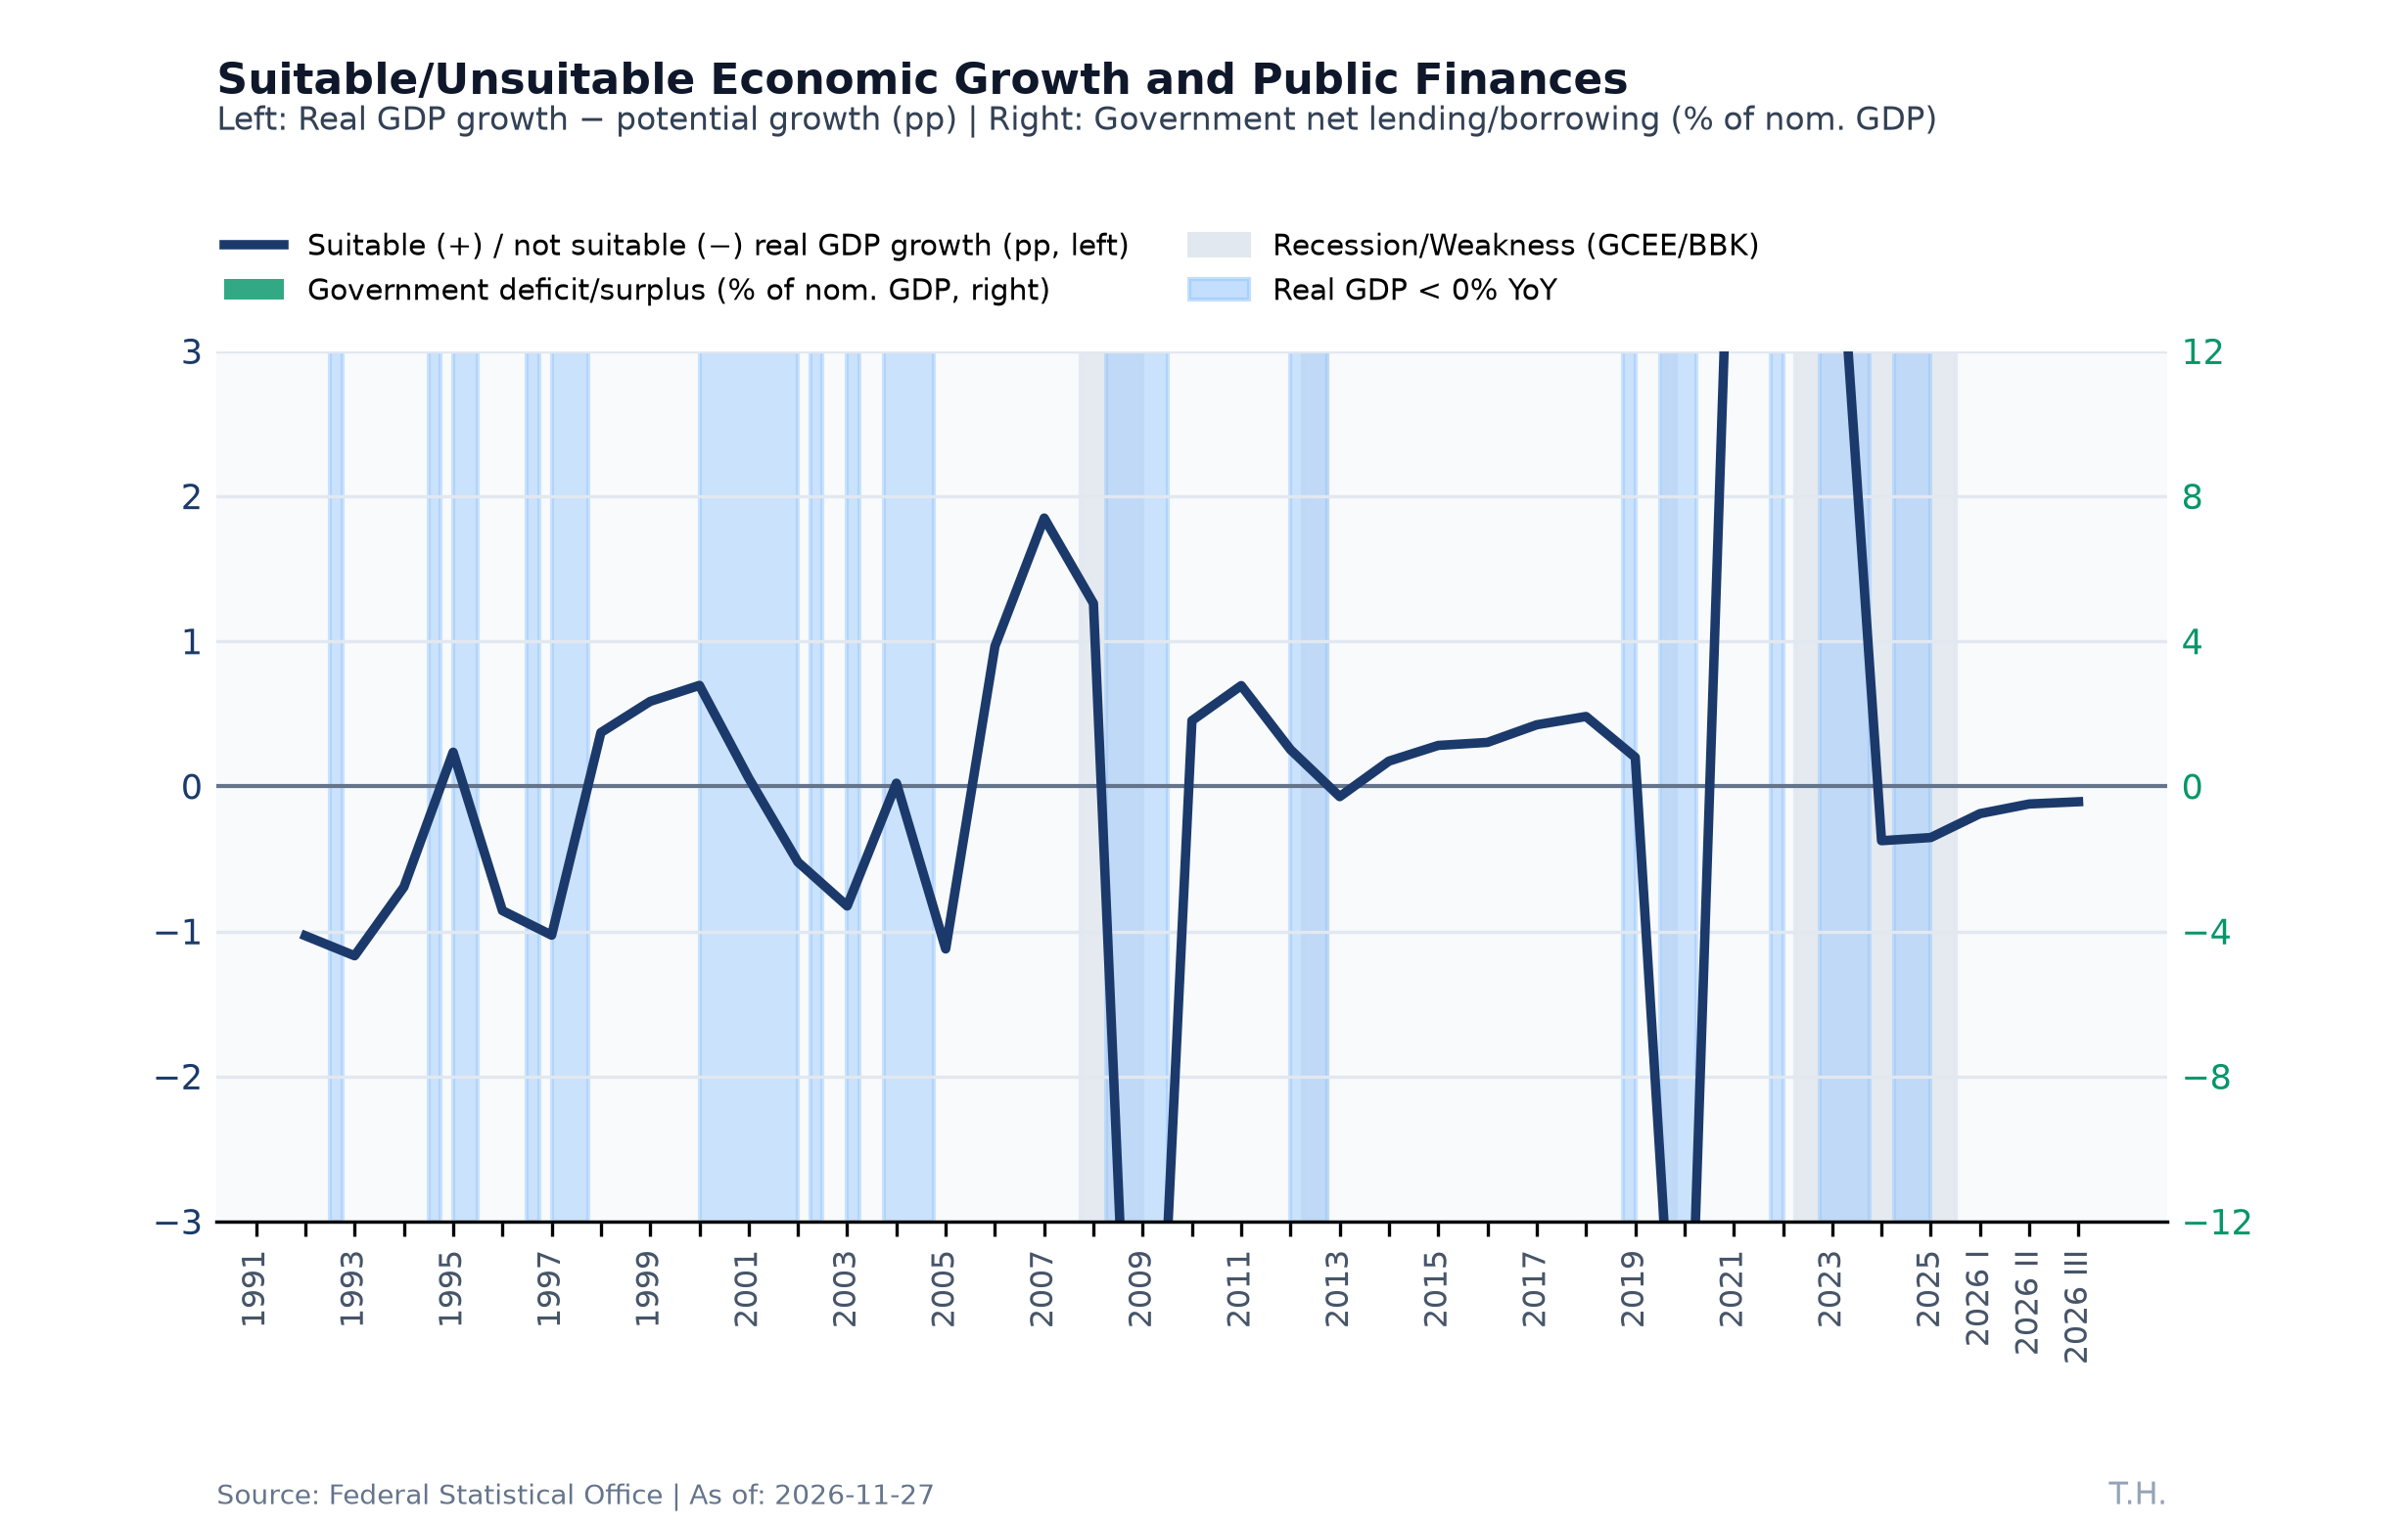 Suitable/Unsuitable Economic Growth and Public Finances
Left: Real GDP growth − potential growth (pp) | Right: Government net lending/borrowing (% of nom. GDP)
Suitable (+) / not suitable (−) real GDP growth (pp, left)
Recession/Weakness (GCEE/BBK)
Government deficit/surplus (% of nom. GDP, right)
Real GDP < 0% YoY
3
12
2
8
1
4
0
0
−1
−4
−2
−8
−3
−12
1991
1993
1995
1997
1999
2001
2003
2005
2007
2009
2011
2013
2015
2017
2019
2021
2023
2025
2026 I
2026 II
2026 III
Source: Federal Statistical Office | As of: 2026-11-27
T.H.